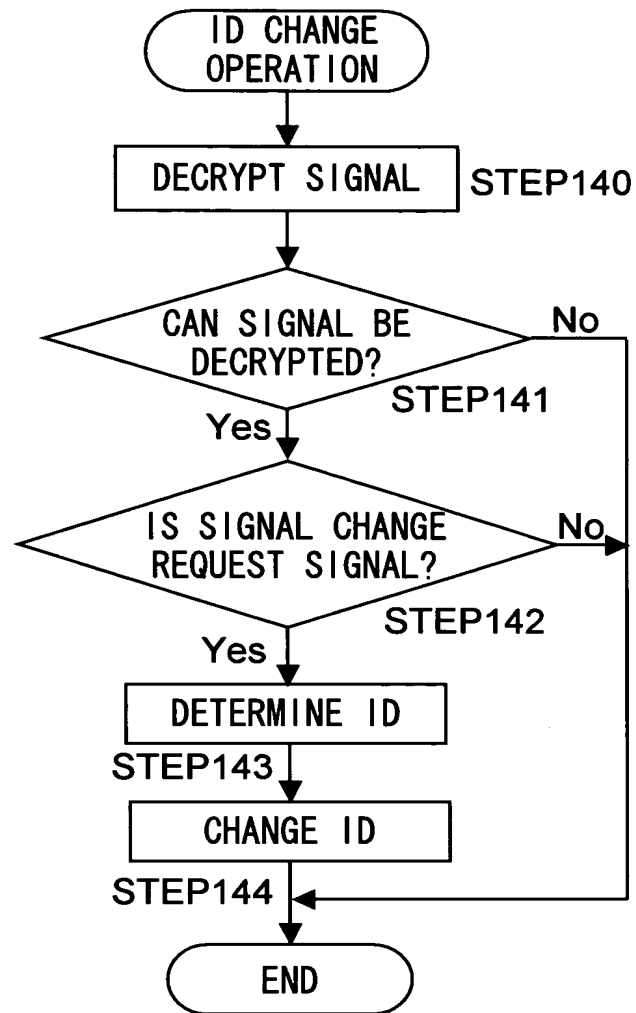 ID CHANGE
OPERATION
DECRYPT SIGNAL
STEP140
CAN SIGNAL BE
DECRYPTED?
No
STEP141
Yes
IS SIGNAL CHANGE
REQUEST SIGNAL?
No
STEP142
Yes
DETERMINE ID
STEP143
CHANGE ID
STEP144
END